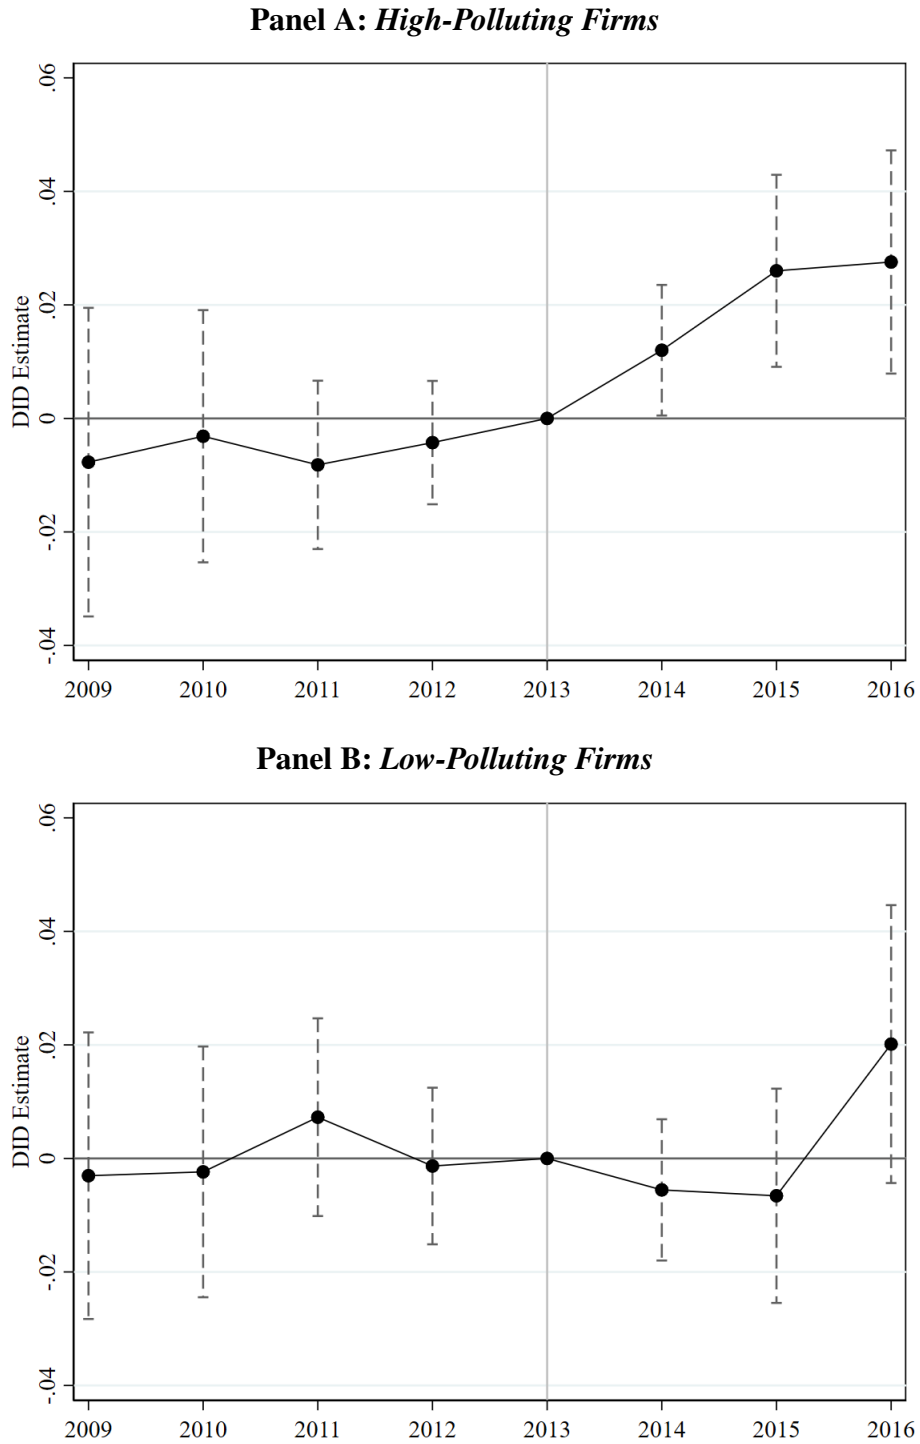 Panel A: High-Polluting Firms
.06
.04
.02
0
-.02
-.04
DID Estimate
2009 2010 2011 2012 2013 2014 2015 2016
Panel B: Low-Polluting Firms
.06
.04
.02
0
-.02
-.04
DID Estimate
2009 2010 2011 2012 2013 2014 2015 2016